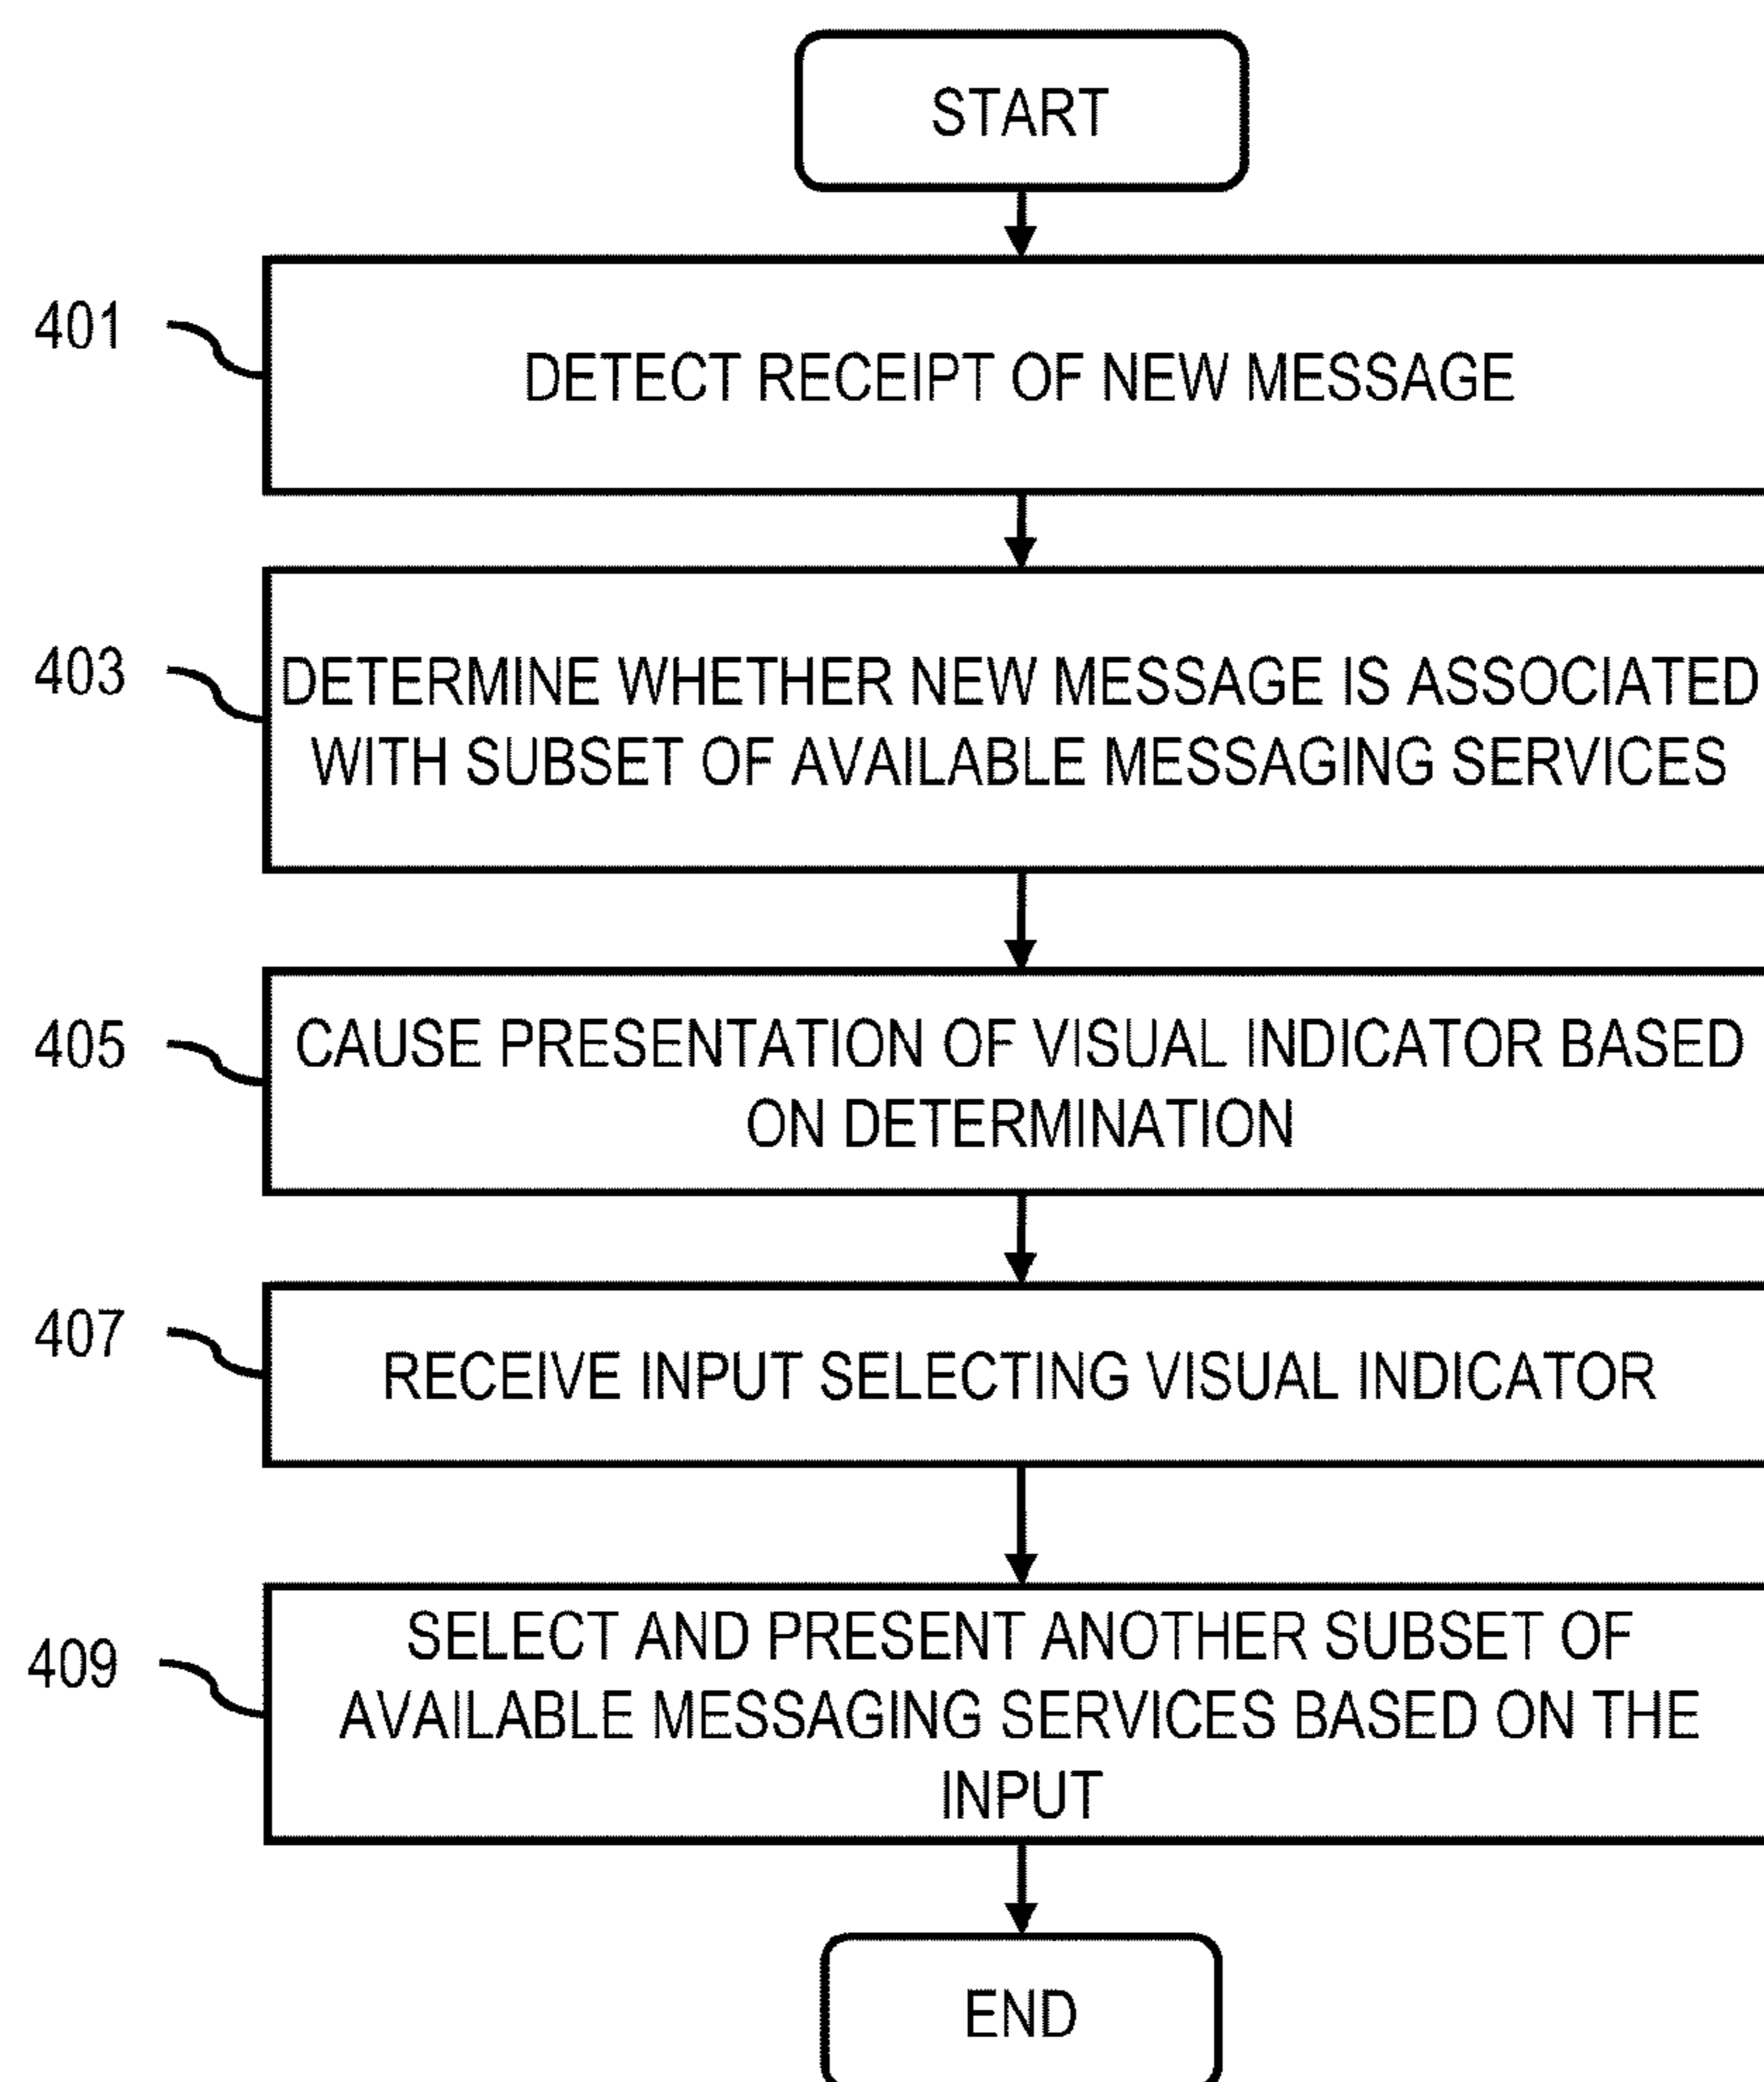 START
401
DETECT RECEIPT OF NEW MESSAGE
403
DETERMINE WHETHER NEW MESSAGE IS ASSOCIATED
WITH SUBSET OF AVAILABLE MESSAGING SERVICES
405
CAUSE PRESENTATION OF VISUAL INDICATOR BASED
ON DETERMINATION
407
RECEIVE INPUT SELECTING VISUAL INDICATOR
409
SELECT AND PRESENT ANOTHER SUBSET OF
AVAILABLE MESSAGING SERVICES BASED ON THE
INPUT
END